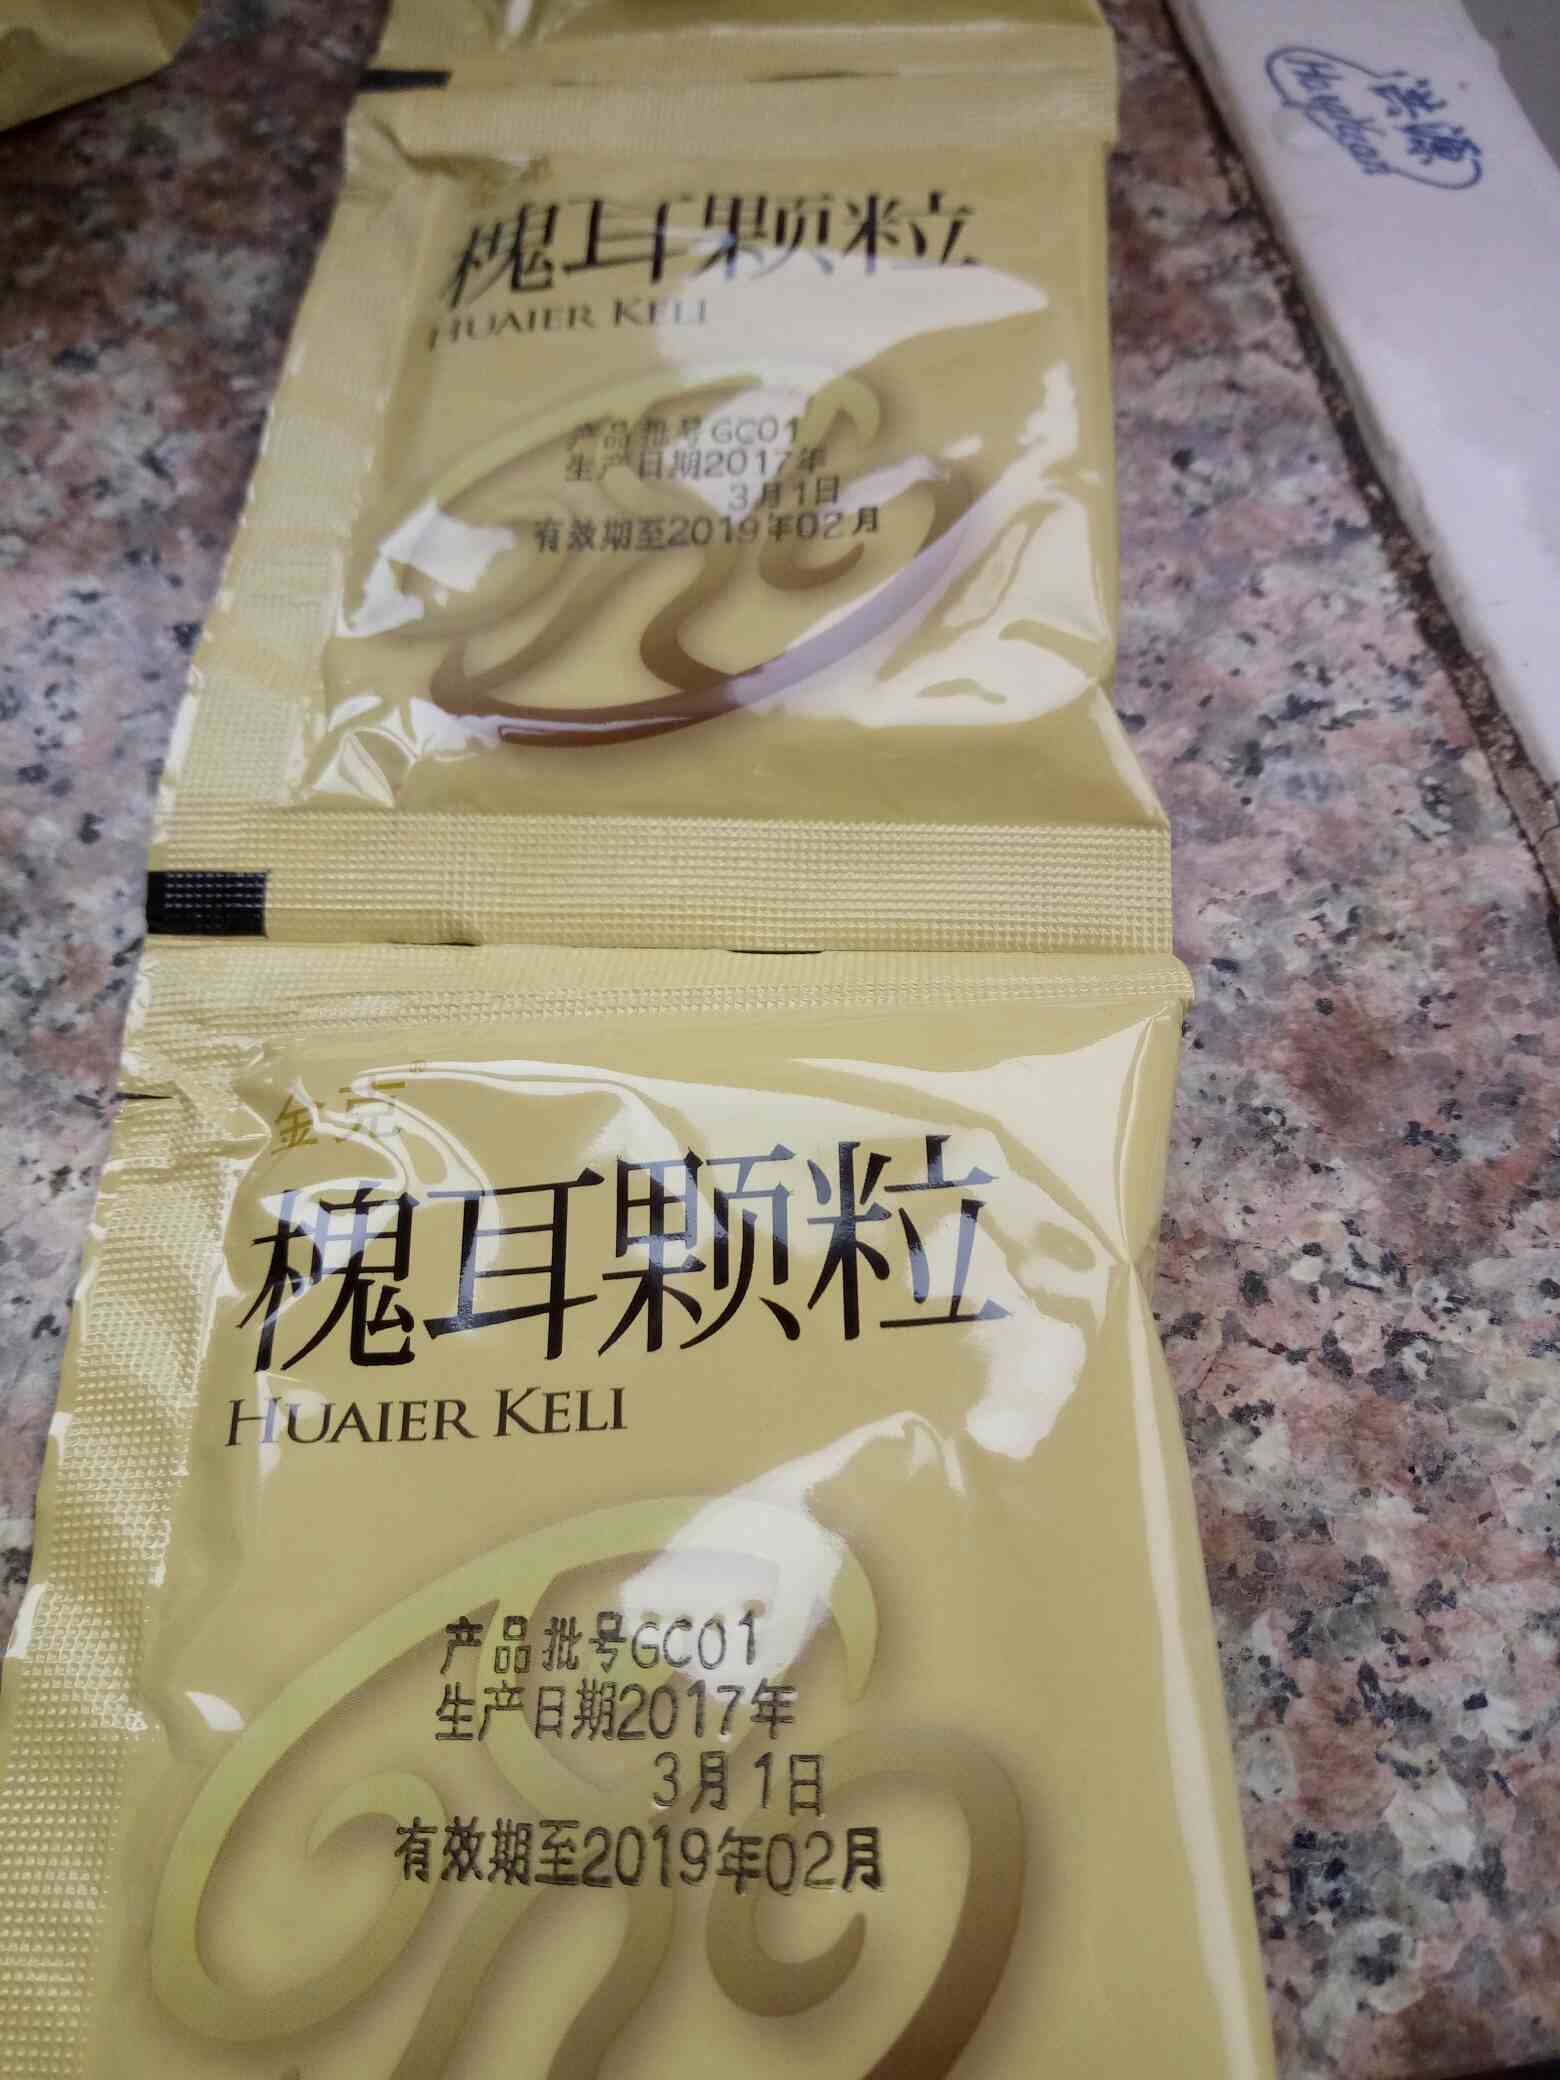 洪源
槐耳颗粒
HUAIER KELI
产品批号GC01
生产日期2017年
3月1日
有效期至2019年02月
金克®
槐耳颗粒
HUAIER KELI
产品批号GC01
生产日期2017年
3月1日
有效期至2019年02月